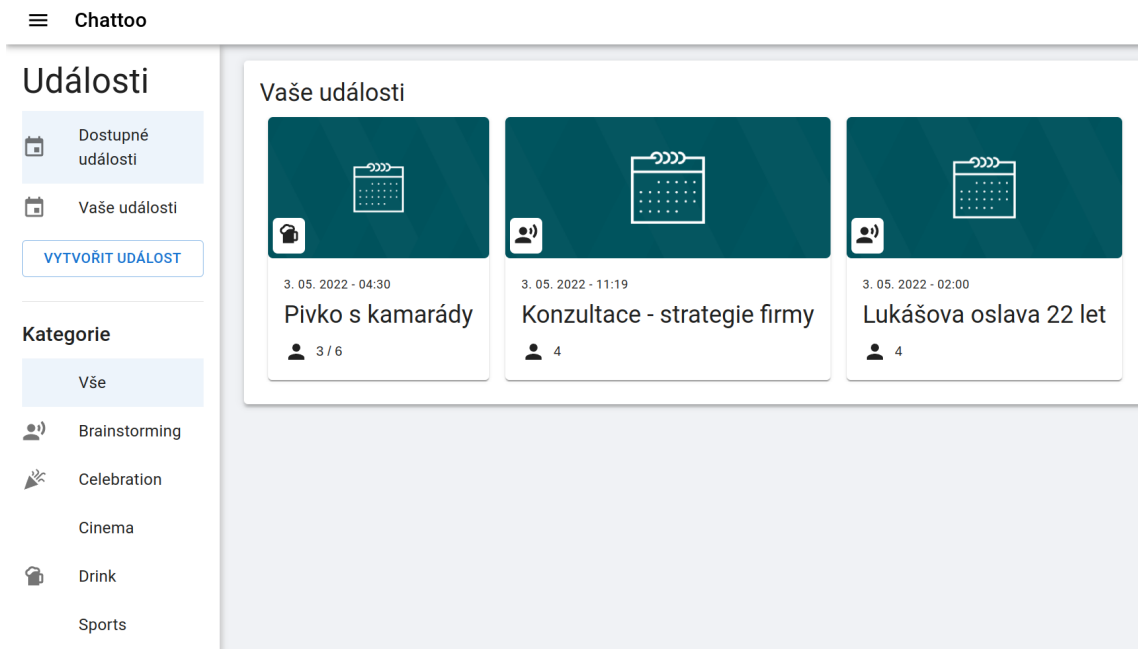 Chattoo
Události
Dostupné
události
Vaše události
VYTVOŘIT UDÁLOST
Kategorie
Vše
Brainstorming
Celebration
Cinema
Drink
Sports
Vaše události
3. 05. 2022 - 04:30
Pivko s kamarády
3 / 6
3. 05. 2022 - 11:19
Konzultace - strategie firmy
4
3. 05. 2022 - 02:00
Lukášova oslava 22 let
4